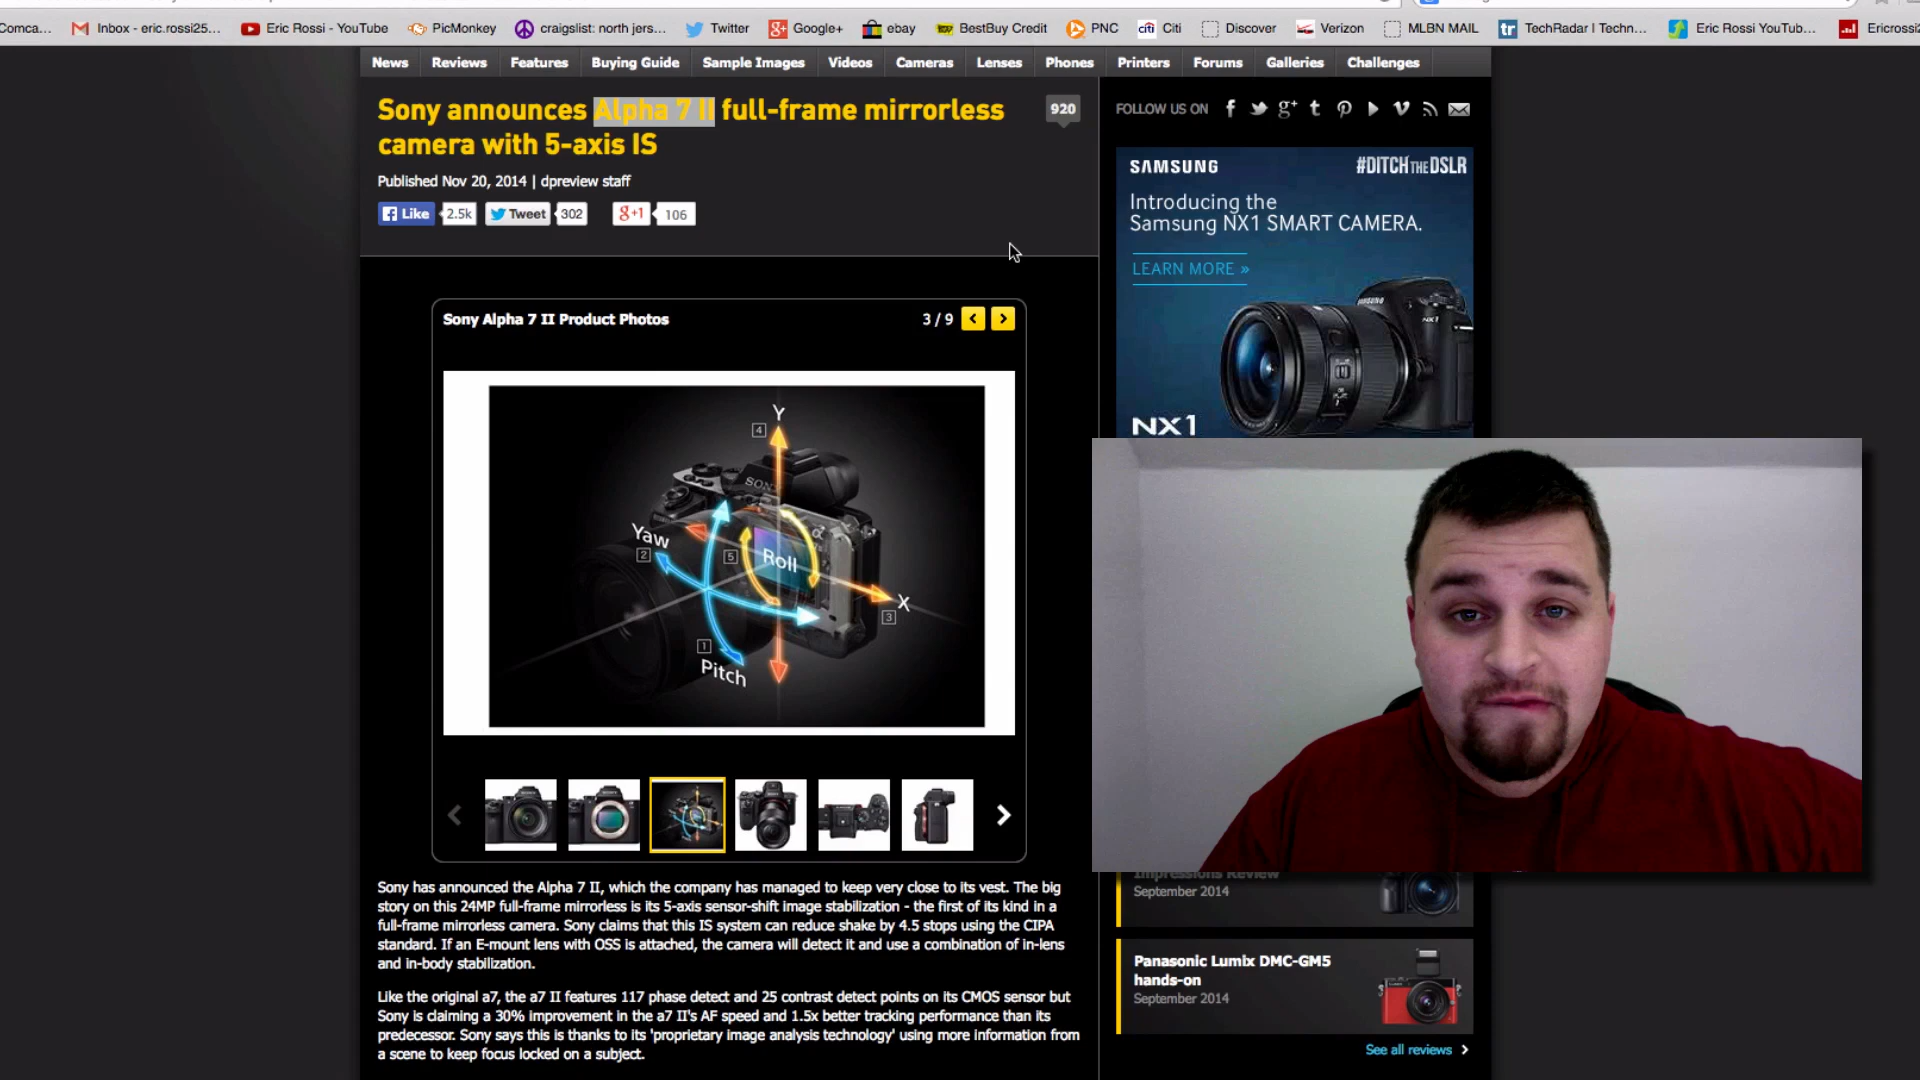 Comca...
Inbox - eric.rossi25...
Eric Rossi - YouTube
PicMonkey
craigslist: north jers...
Twitter
Google+
ebay
BestBuy Credit
PNC
citi
Citi
Discover
Verizon
MLBN MAIL
tr
TechRadar | Techn...
Eric Rossi YouTub...
Ericrossi2
News
Reviews
Features
Buying Guide
Sample Images
Videos
Cameras
Lenses
Phones
Printers
Forums
Galleries
Challenges
Sony announces Alpha 7 II full-frame mirrorless
camera with 5-axis IS
920
Published Nov 20, 2014 | dpreview staff
Like
2.5k
Tweet
302
g+1
106
FOLLOW US ON
SAMSUNG
#DITCHTHEDSLR
Introducing the
Samsung NX1 SMART CAMERA.
LEARN MORE »
SAMSUNG
NX1
NX1
Sony Alpha 7 II Product Photos
3 / 9
Y
4
SONY
Yaw
2
5
Roll
α
X
3
1
Pitch
Sony has announced the Alpha 7 II, which the company has managed to keep very close to its vest. The big
story on this 24MP full-frame mirrorless is its 5-axis sensor-shift image stabilization - the first of its kind in a
full-frame mirrorless camera. Sony claims that this IS system can reduce shake by 4.5 stops using the CIPA
standard. If an E-mount lens with OSS is attached, the camera will detect it and use a combination of in-lens
and in-body stabilization.
Like the original a7, the a7 II features 117 phase detect and 25 contrast detect points on its CMOS sensor but
Sony is claiming a 30% improvement in the a7 II's AF speed and 1.5x better tracking performance than its
predecessor. Sony says this is thanks to its 'proprietary image analysis technology' using more information from
a scene to keep focus locked on a subject.
Impressions Review
September 2014
Panasonic Lumix DMC-GM5
hands-on
September 2014
See all reviews